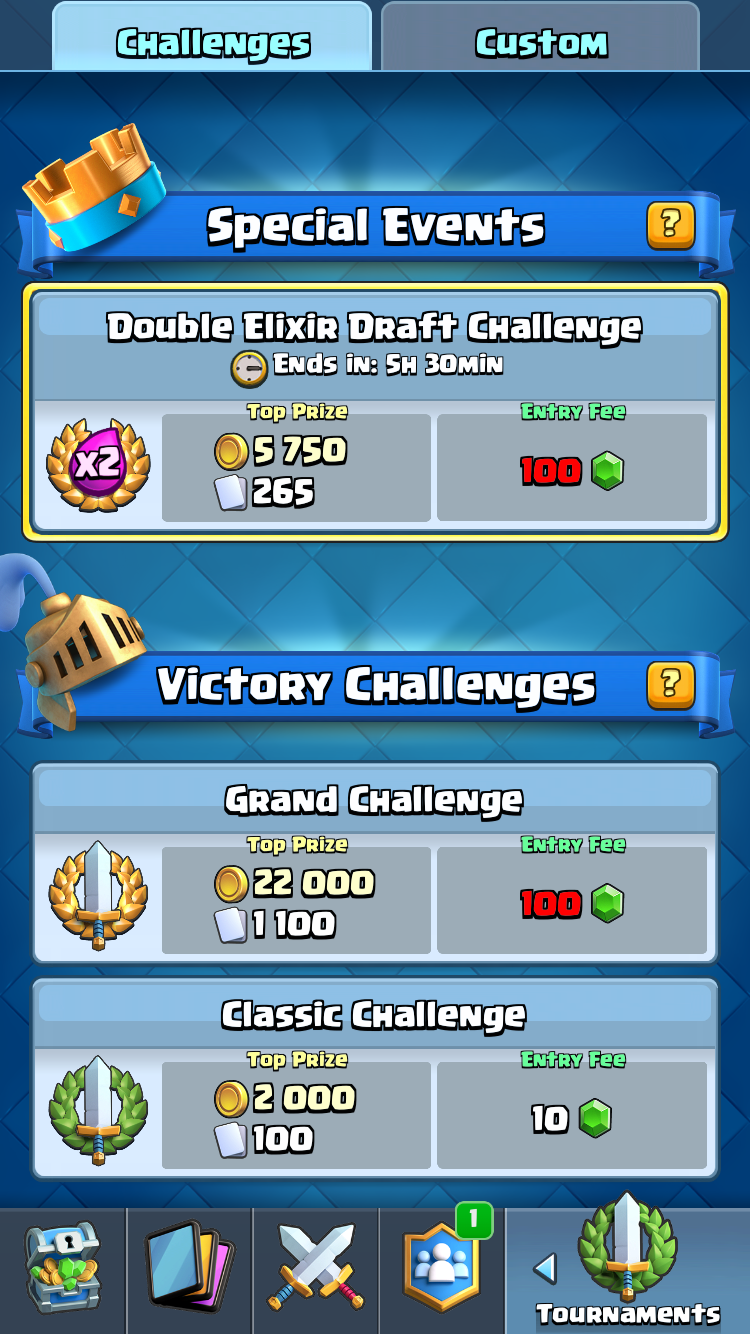 Challenges
Custom
Special Events
?
Double Elixir Draft Challenge
Ends in: 5h 30min
Top Prize
Entry Fee
x2
5 750
265
100
Victory Challenges
?
Grand Challenge
Top Prize
Entry Fee
22 000
1 100
100
Classic Challenge
Top Prize
Entry Fee
2 000
100
10
1
Tournaments